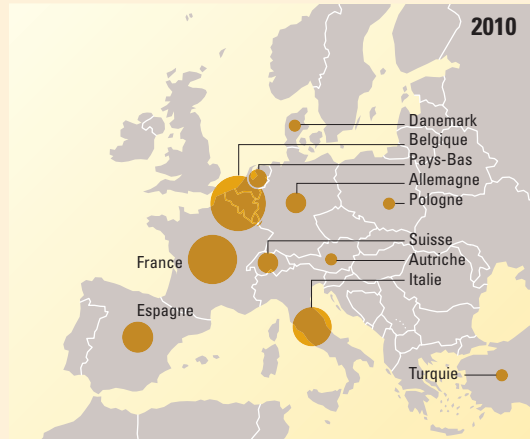 2010
Danemark
Belgique
Pays-Bas
Allemagne
Pologne
Suisse
France
Autriche
Italie
Espagne
Turquie